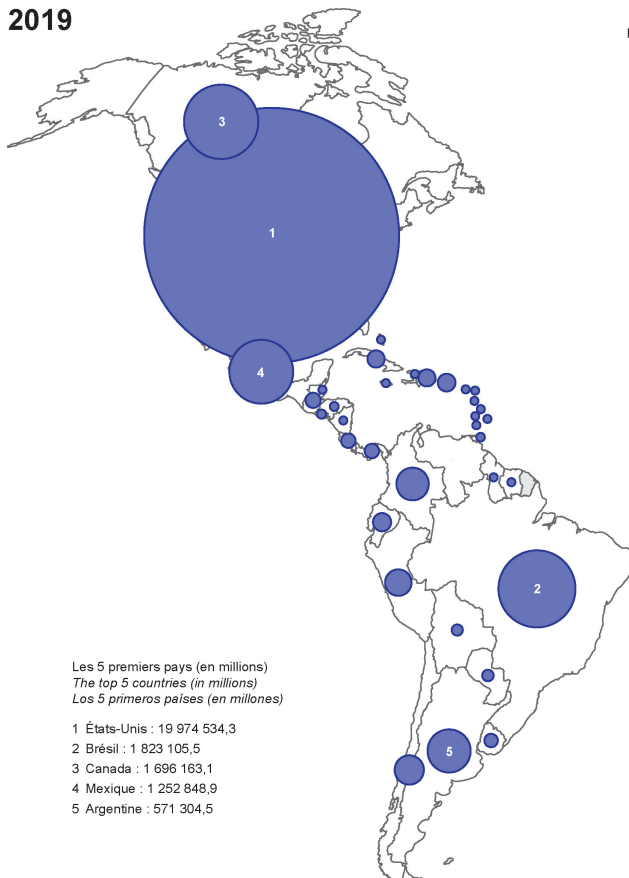 2019
3
1
4
2
5
Les 5 premiers pays (en millions)
The top 5 countries (in millions)
Los 5 primeros países (en millones)
1 États-Unis : 19 974 534,3
2 Brésil : 1 823 105,5
3 Canada : 1 696 163,1
4 Mexique : 1 252 848,9
5 Argentine : 571 304,5